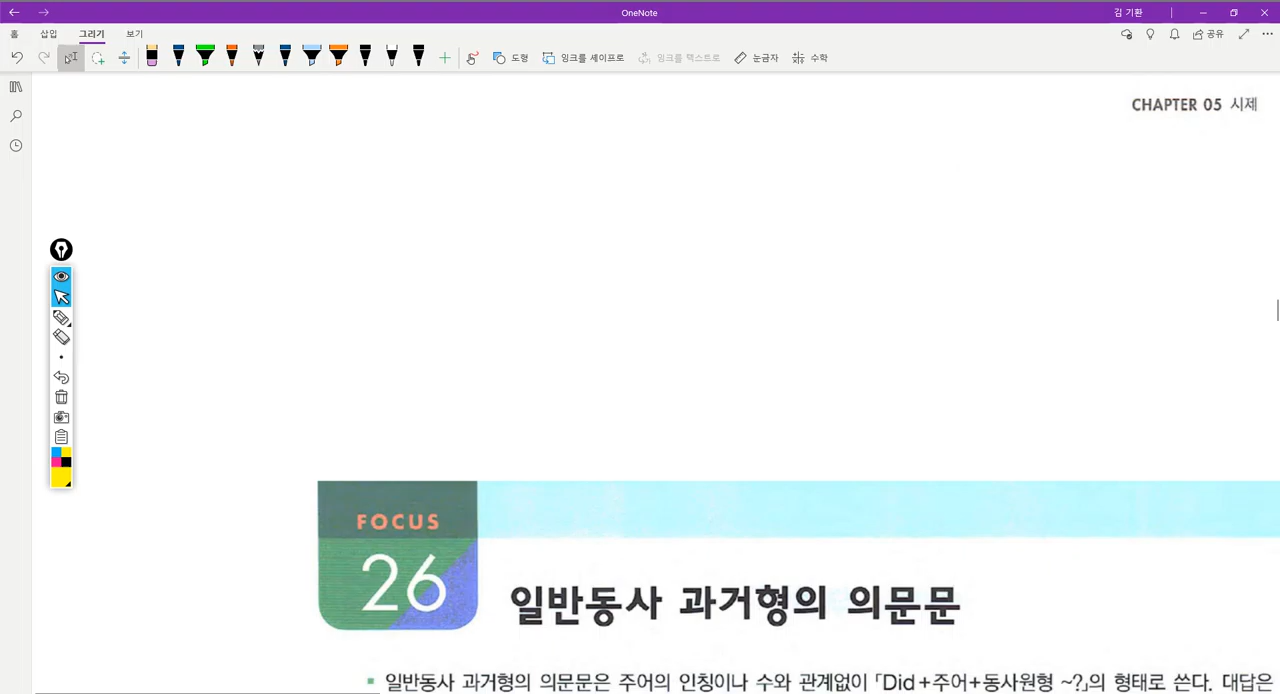 OneNote
김 기환
홈 삽입 그리기 보기
공유
도형 잉크를 셰이프로 잉크를 텍스트로 눈금자 수학
CHAPTER 05 시제
FOCUS
26
일반동사 과거형의 의문문
일반동사 과거형의 의문문은 주어의 인칭이나 수와 관계없이 「Did+주어+동사원형 ~?」의 형태로 쓴다. 대답은